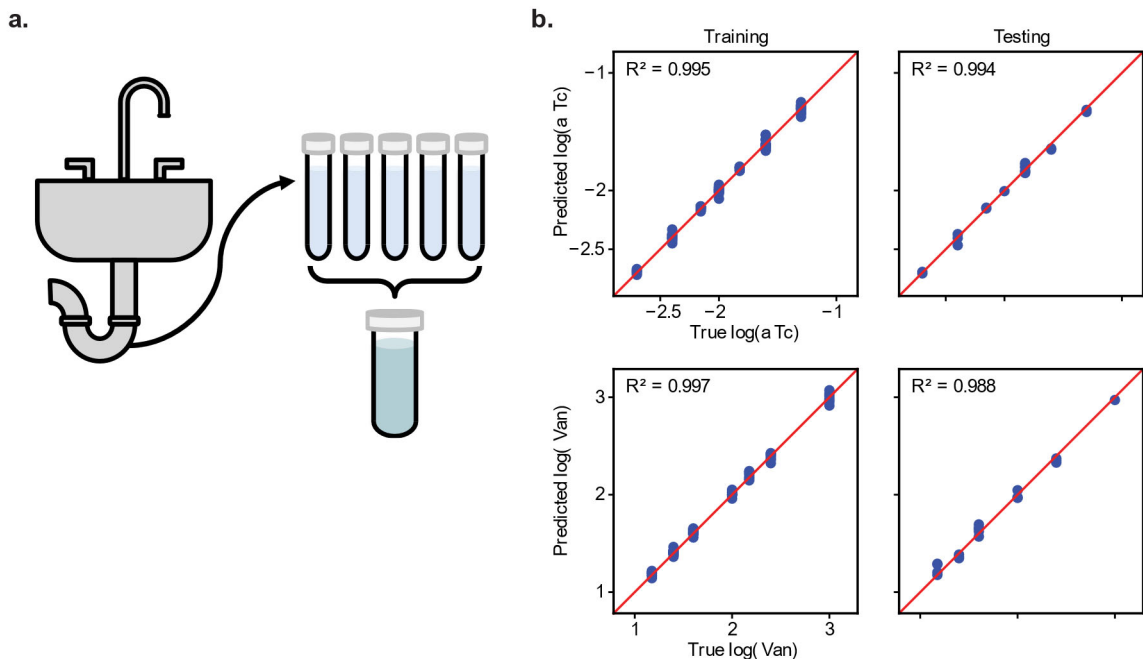 a.
b.
Training
Testing
R² = 0.995
R² = 0.994
Predicted log(a Tc)
−1
−2
−2.5
−2.5
−2
−1
True log(a Tc)
R² = 0.997
R² = 0.988
Predicted log( Van)
3
2
1
1
2
3
True log( Van)